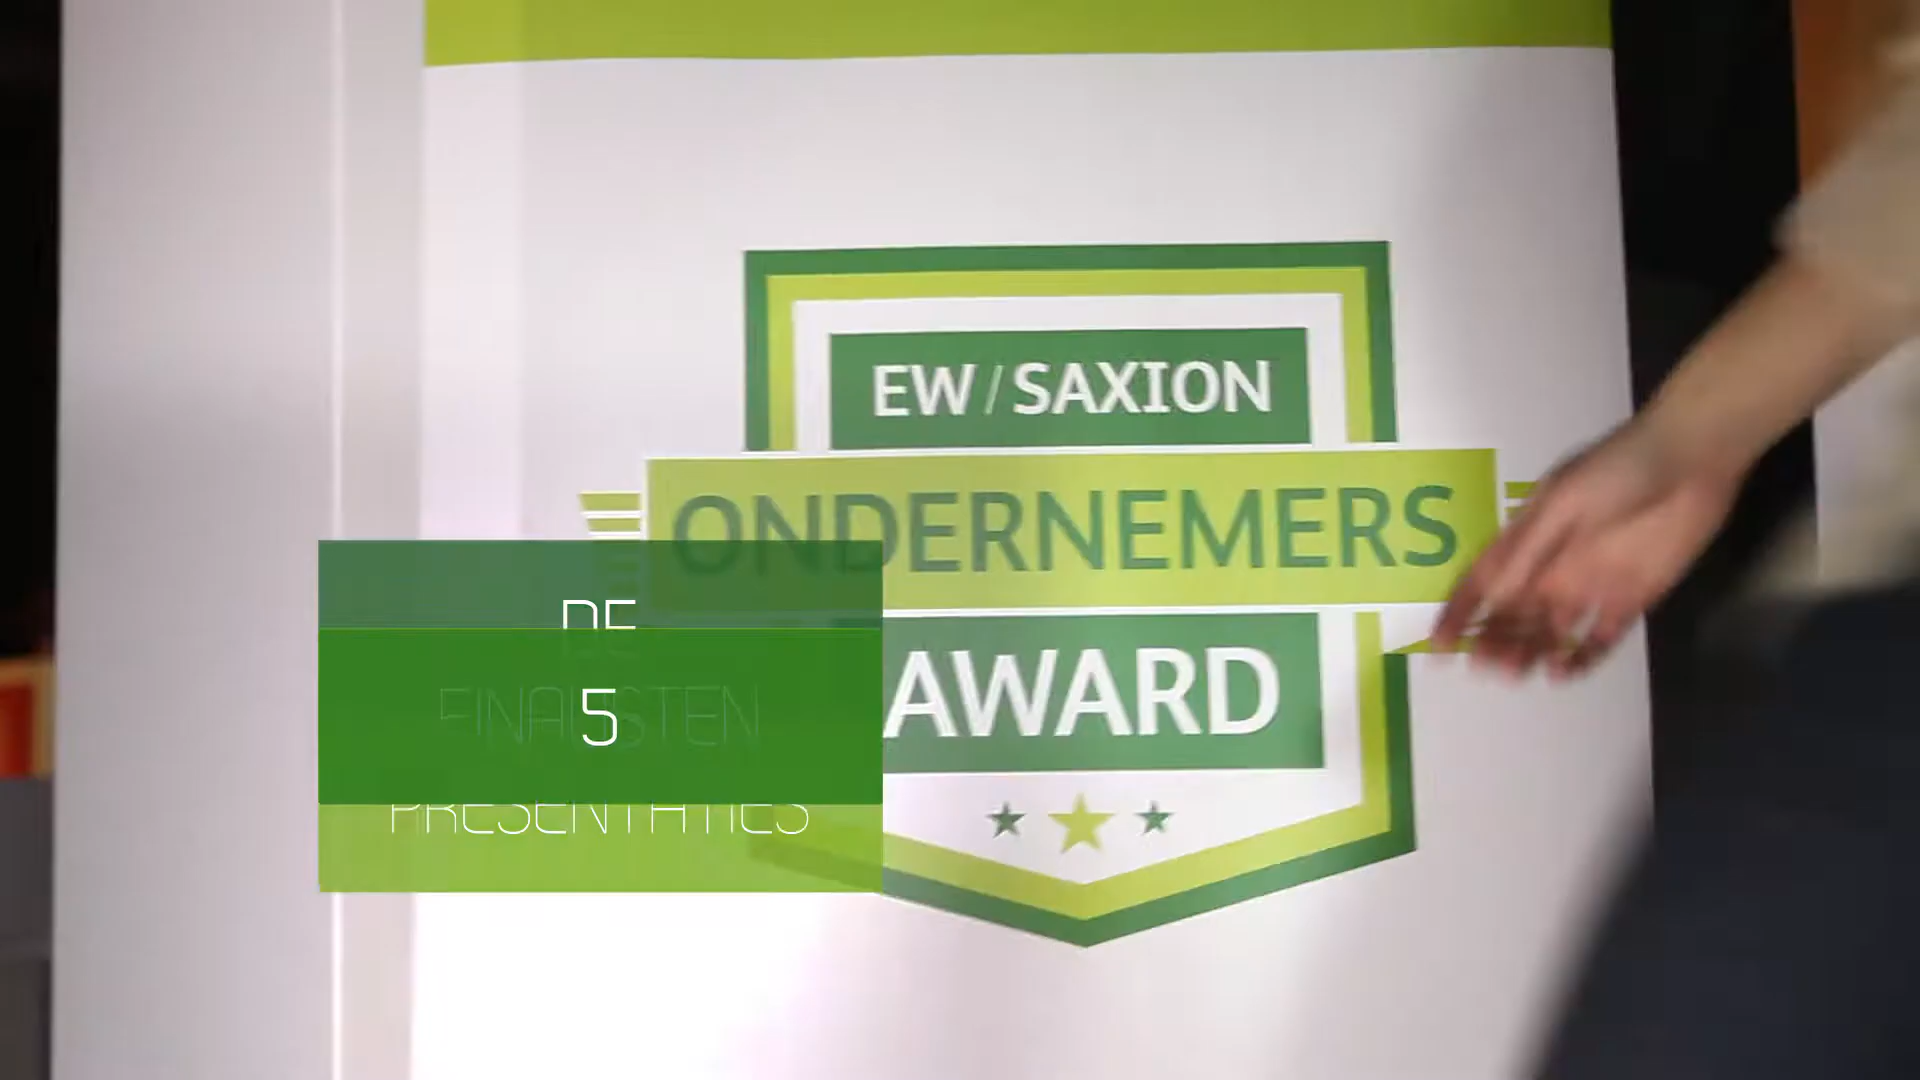 EW/SAXION
ONDERNEMERS
AWARD
DE
5
FINALISTEN
PRESENTATIES